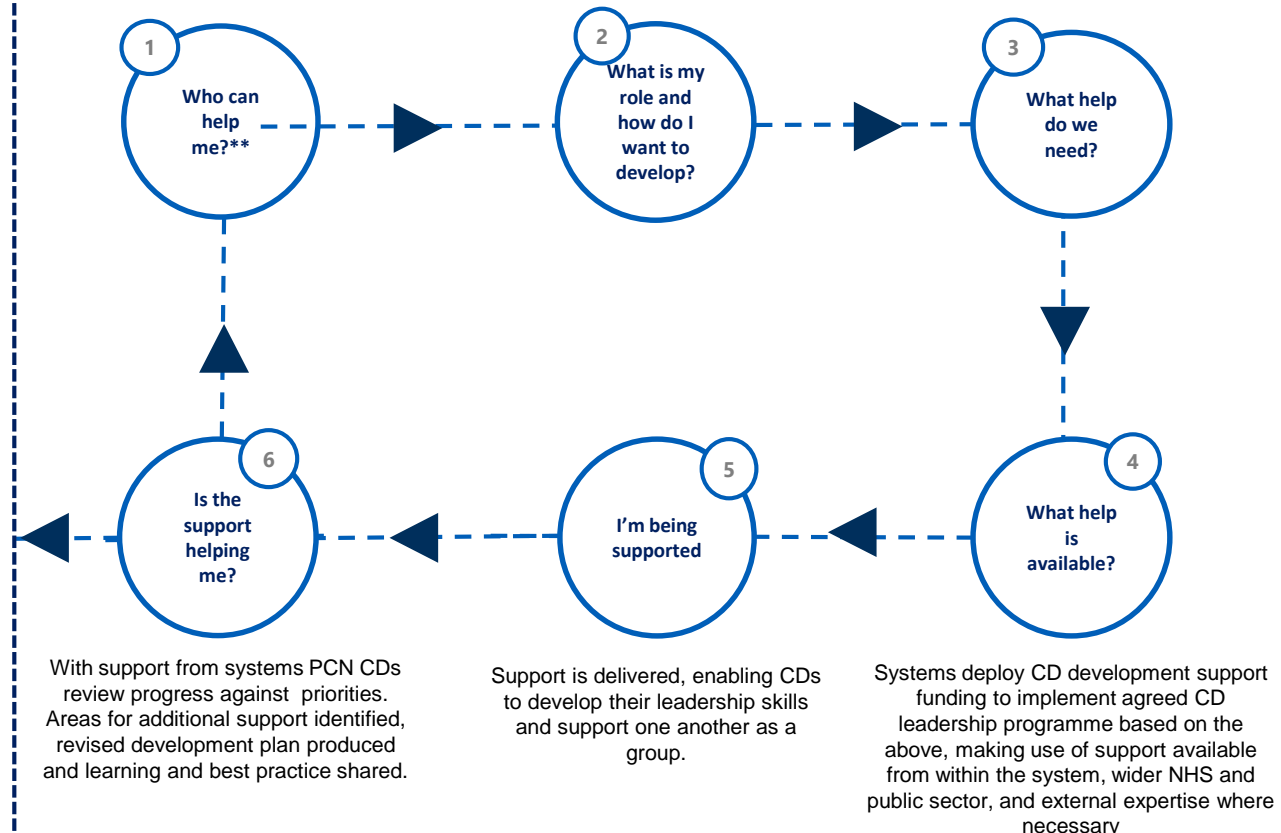 1
Who can
help
me?**
2
What is my
role and
how do I
want to
develop?
3
What help
do we
need?
4
What help
is
available?
Systems deploy CD development support
funding to implement agreed CD
leadership programme based on the
above, making use of support available
from within the system, wider NHS and
public sector, and external expertise where
necessary
5
I'm being
supported
Support is delivered, enabling CDs
to develop their leadership skills
and support one another as a
group.
6
Is the
support
helping
me?
With support from systems PCN CDs
review progress against priorities.
Areas for additional support identified,
revised development plan produced
and learning and best practice shared.